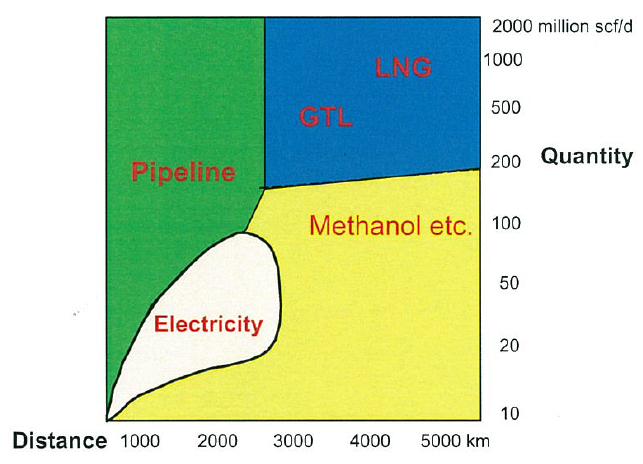 2000 million scf/d
1000
LNG
500
GTL
200 Quantity
Pipeline
Methanol etc.
100
50
Electricity
20
10
Distance 1000 2000 3000 4000 5000 km